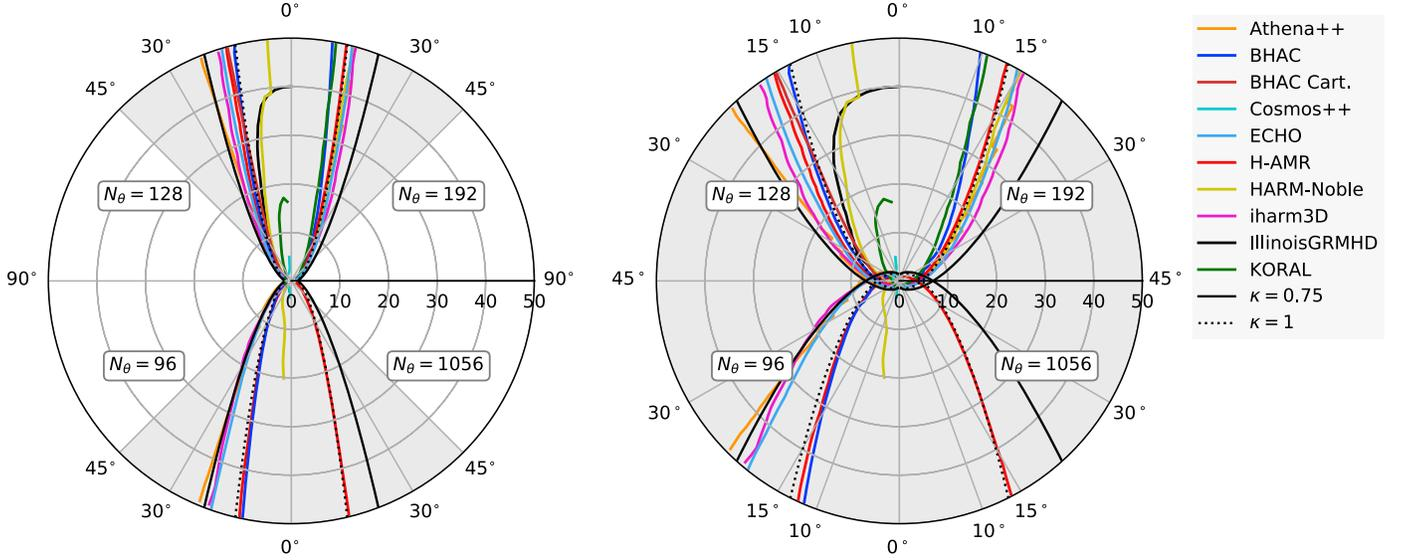 0°
30°
30°
45°
45°
N_θ = 128
N_θ = 192
90°
90°
0
10
20
30
40
50
N_θ = 96
N_θ = 1056
45°
45°
30°
30°
0°
0°
10°
10°
15°
15°
30°
30°
N_θ = 128
N_θ = 192
45°
45°
0
10
20
30
40
50
N_θ = 96
N_θ = 1056
30°
30°
15°
15°
10°
10°
0°
Athena++
BHAC
BHAC Cart.
Cosmos++
ECHO
H-AMR
HARM-Noble
iharm3D
IllinoisGRMHD
KORAL
κ = 0.75
κ = 1